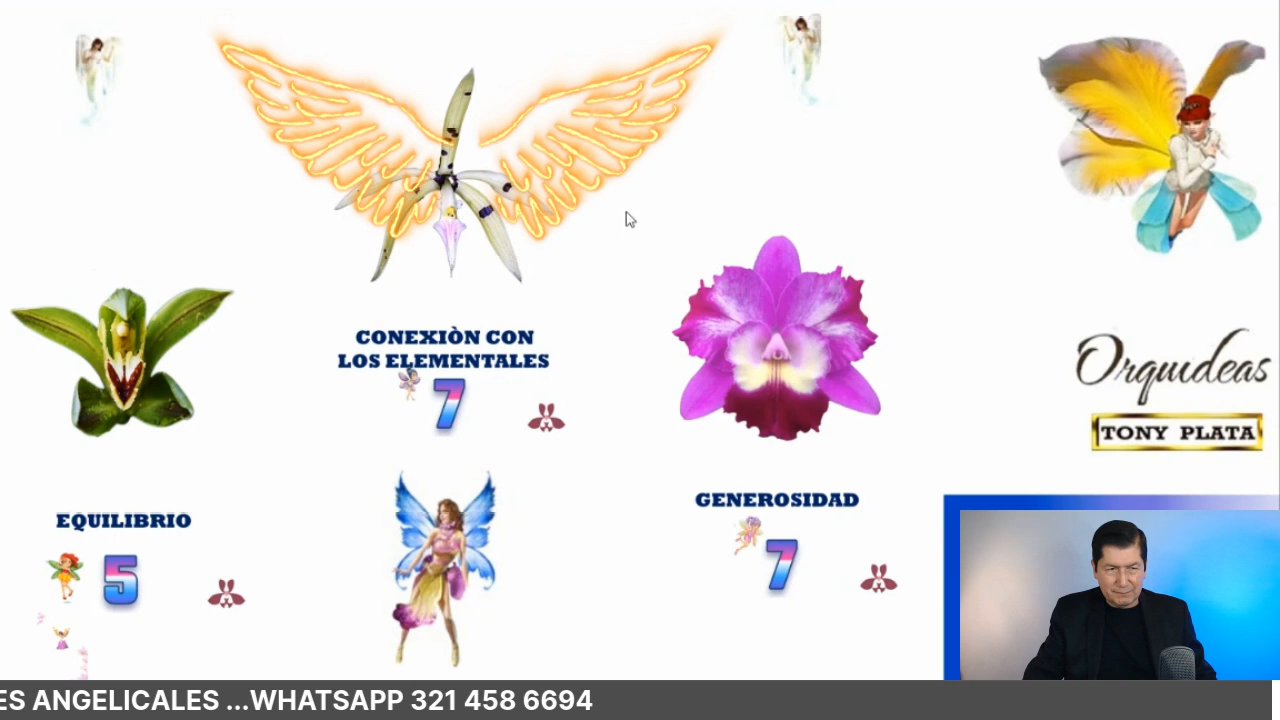 CONEXIÒN CON
LOS ELEMENTALES
7
Orquideas
TONY PLATA
EQUILIBRIO
5
GENEROSIDAD
7
ES ANGELICALES ...WHATSAPP 321 458 6694